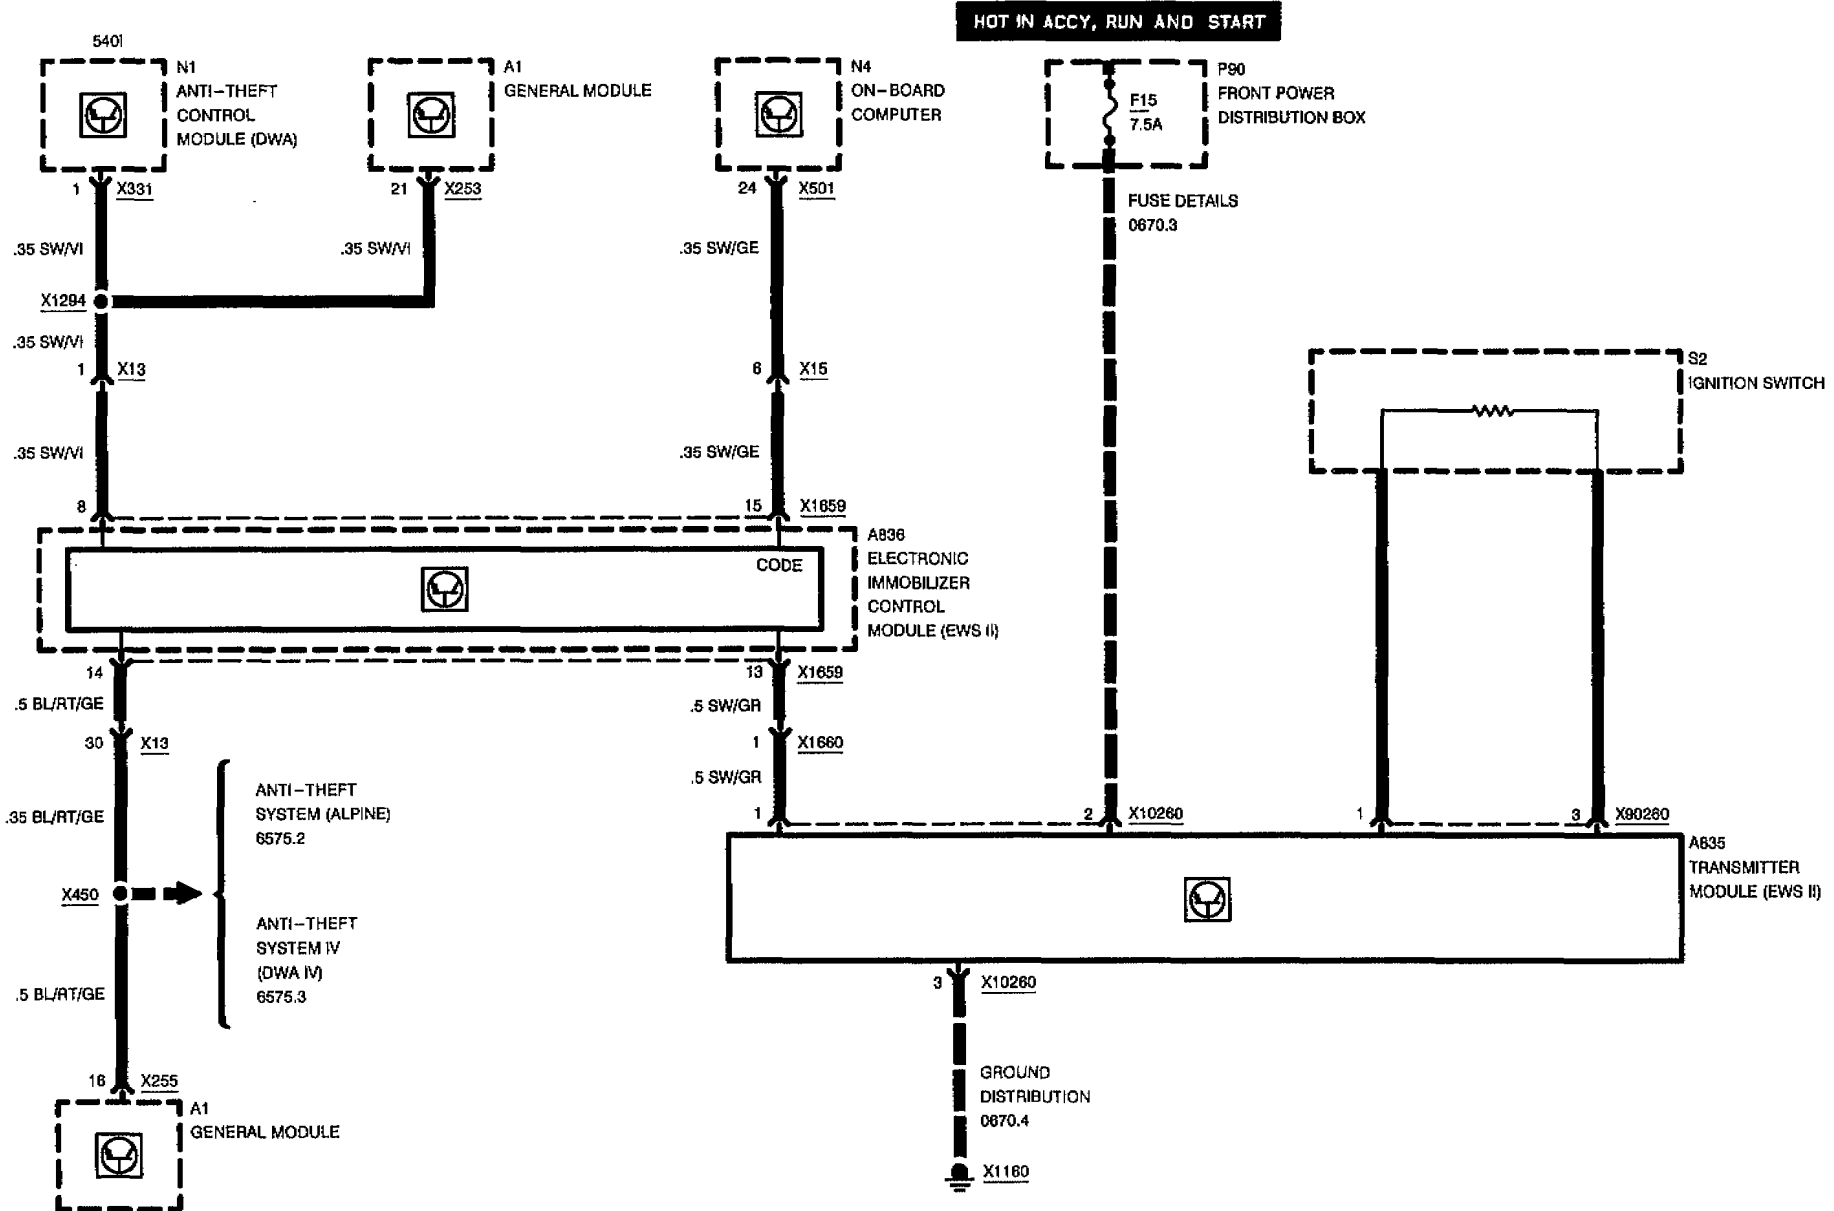 HOT IN ACCY, RUN AND START
540i
N1
ANTI-THEFT
CONTROL
MODULE (DWA)
A1
GENERAL MODULE
N4
ON-BOARD
COMPUTER
F15
7.5A
P90
FRONT POWER
DISTRIBUTION BOX
1 X331
21 X253
24 X501
FUSE DETAILS
0670.3
.35 SW/VI
.35 SW/VI
.35 SW/GE
X1294
.35 SW/VI
1 X13
6 X15
S2
IGNITION SWITCH
.35 SW/VI
.35 SW/GE
8
15 X1659
A836
ELECTRONIC
IMMOBILIZER
CONTROL
MODULE (EWS II)
CODE
14
13 X1659
.5 BL/RT/GE
.5 SW/GR
30 X13
1 X1660
.5 SW/GR
ANTI-THEFT
SYSTEM (ALPINE)
6575.2
.35 BL/RT/GE
1
2 X10260
1
3 X90260
A835
TRANSMITTER
MODULE (EWS II)
X450
ANTI-THEFT
SYSTEM IV
(DWA IV)
6575.3
.5 BL/RT/GE
3 X10260
GROUND
DISTRIBUTION
0670.4
16 X255
A1
GENERAL MODULE
X1160